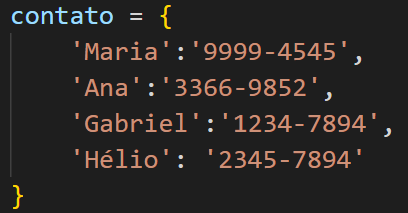 contato = {
'Maria':'9999-4545',
'Ana':'3366-9852',
'Gabriel':'1234-7894',
'Hélio': '2345-7894'
}